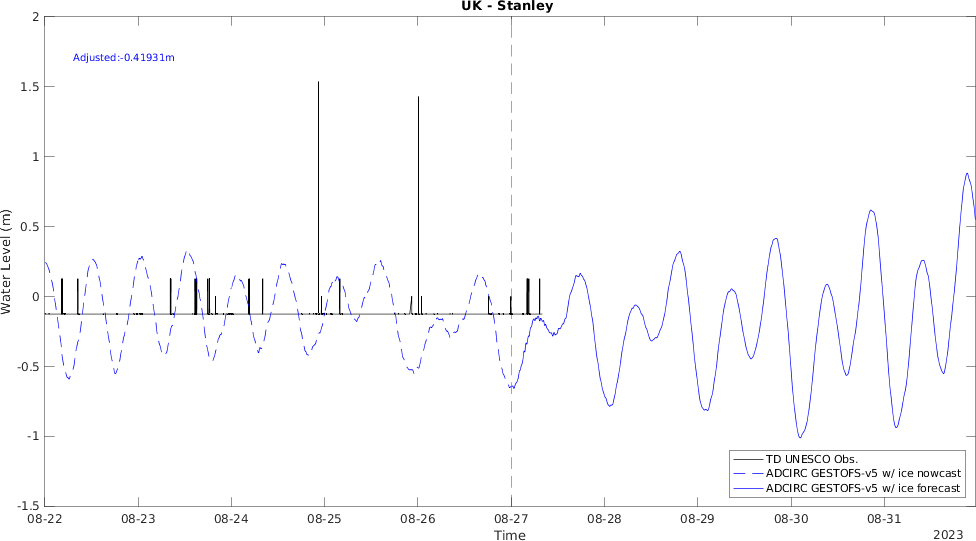 UK - Stanley
Adjusted:-0.41931m
Water Level (m)
2
1.5
1
0.5
0
-0.5
-1
-1.5
TD UNESCO Obs.
ADCIRC GESTOFS-v5 w/ ice nowcast
ADCIRC GESTOFS-v5 w/ ice forecast
08-22 08-23 08-24 08-25 08-26 08-27 08-28 08-29 08-30 08-31
Time
2023